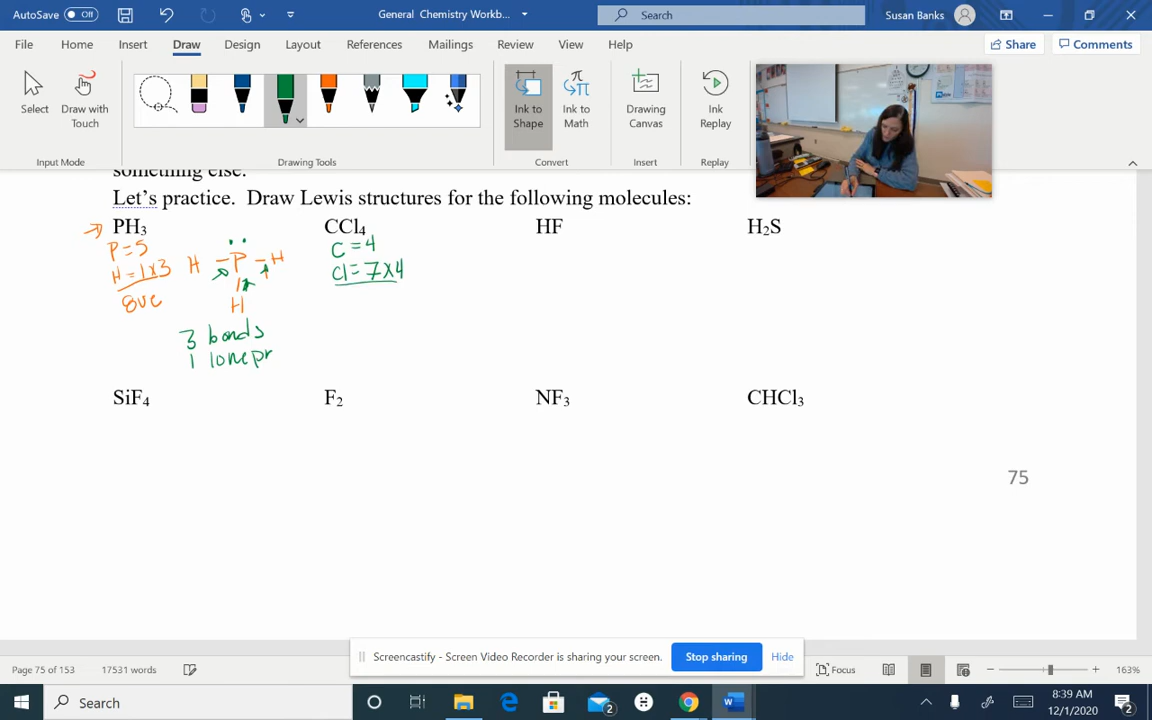 AutoSave Off General Chemistry Workb... Search Susan Banks
File Home Insert Draw Design Layout References Mailings Review View Help Share Comments
Select Draw with Touch Ink to Shape Ink to Math Drawing Canvas Ink Replay
Input Mode Drawing Tools Convert Insert Replay
something else.
Let's practice. Draw Lewis structures for the following molecules:
PH3 CCl4 HF H2S
P=5 C=4
H=1x3 H - P - H Cl=7x4
8ve H
3 bonds
1 lone pr
SiF4 F2 NF3 CHCl3
75
Screencastify - Screen Video Recorder is sharing your screen. Stop sharing Hide
Page 75 of 153 17531 words Focus 163%
Search 2 8:39 AM
12/1/2020 2